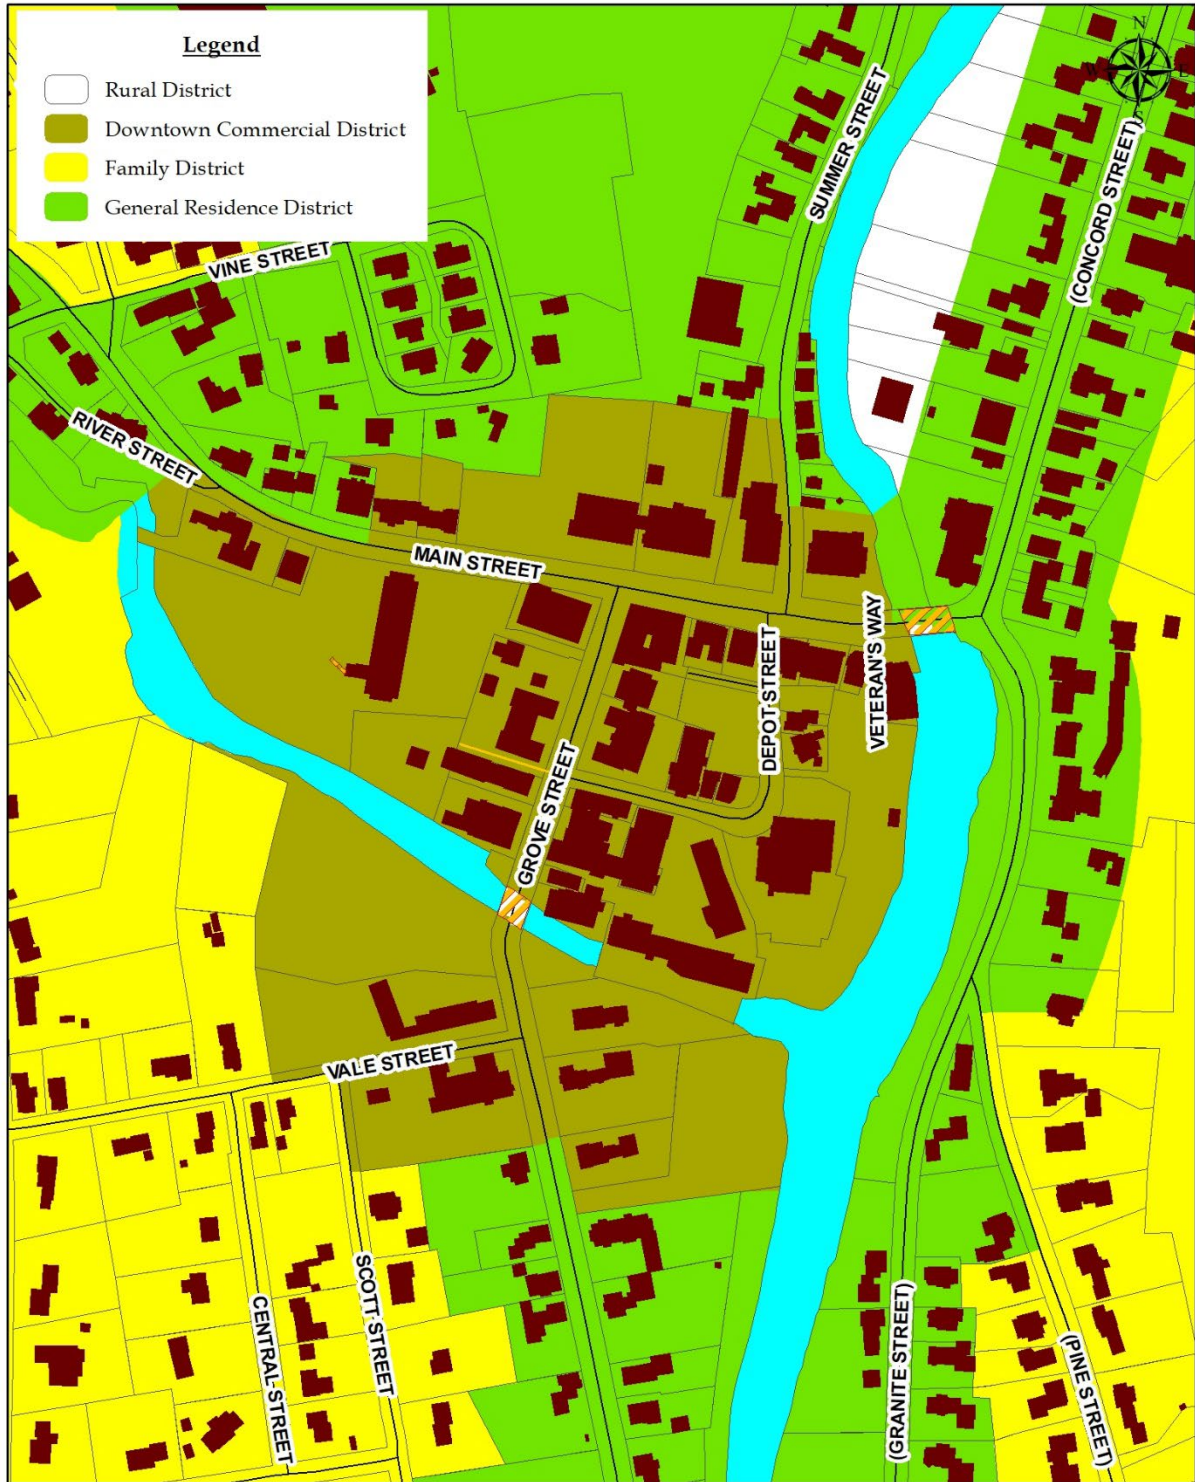 Legend
Rural District
Downtown Commercial District
Family District
General Residence District
N
W
E
S
SUMMER STREET
(CONCORD STREET)
VINE STREET
RIVER STREET
MAIN STREET
VETERAN'S WAY
DEPOT STREET
GROVE STREET
VALE STREET
CENTRAL STREET
SCOTT STREET
(GRANITE STREET)
(PINE STREET)